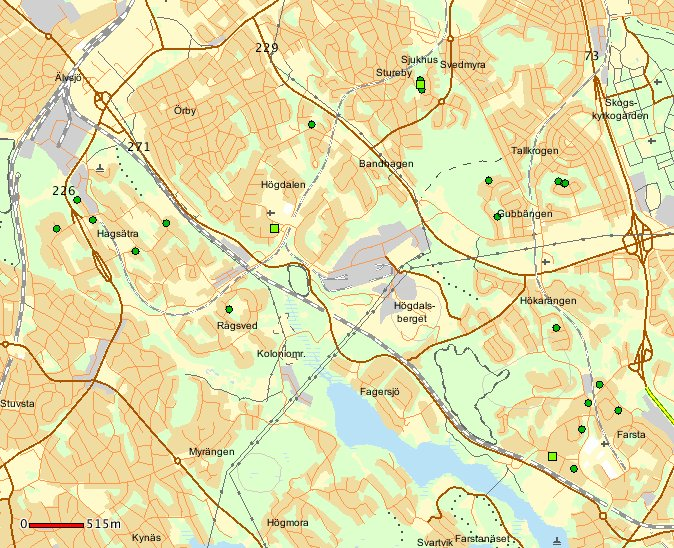 229
73
Sjukhus
Svedmyra
Stureby
Älvsjö
Skogs-
kyrkogården
Örby
271
Tallkrogen
Bandhagen
Högdalen
226
Gubbängen
Hagsätra
Hökarängen
Högdals-
berget
Rågsved
Koloniomr.
Fagersjö
Stuvsta
Farsta
Myrängen
0
515m
Högmora
Kynäs
Svartvik
Farstanäset